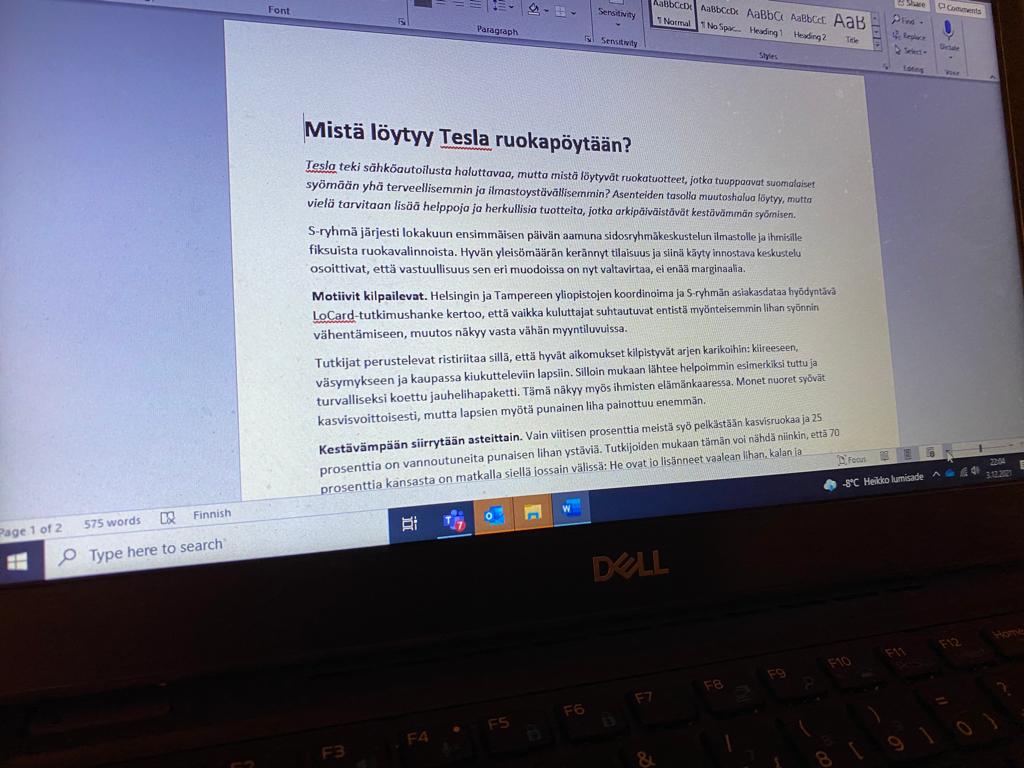 Share
Comments
Font
Paragraph
Sensitivity
Sensitivity
AaBbCcDc
¶ Normal
AaBbCcDc
¶ No Spac...
AaBbCc
Heading 1
AaBbCcD
Heading 2
AaB
Title
Styles
Find
Replace
Select
Editing
Dictate
Voice
Mistä löytyy Tesla ruokapöytään?
Tesla teki sähköautoilusta haluttavaa, mutta mistä löytyvät ruokatuotteet, jotka tuuppaavat suomalaiset
syömään yhä terveellisemmin ja ilmastoystävällisemmin? Asenteiden tasolla muutoshalua löytyy, mutta
vielä tarvitaan lisää helppoja ja herkullisia tuotteita, jotka arkipäiväistävät kestävämmän syömisen.
S-ryhmä järjesti lokakuun ensimmäisen päivän aamuna sidosryhmäkeskustelun ilmastolle ja ihmisille
fiksuista ruokavalinnoista. Hyvän yleisömäärän kerännyt tilaisuus ja siinä käyty innostava keskustelu
osoittivat, että vastuullisuus sen eri muodoissa on nyt valtavirtaa, ei enää marginaalia.
Motiivit kilpailevat. Helsingin ja Tampereen yliopistojen koordinoima ja S-ryhmän asiakasdataa hyödyntävä
LoCard-tutkimushanke kertoo, että vaikka kuluttajat suhtautuvat entistä myönteisemmin lihan syönnin
vähentämiseen, muutos näkyy vasta vähän myyntiluvuissa.
Tutkijat perustelevat ristiriitaa sillä, että hyvät aikomukset kilpistyvät arjen karikoihin: kiireeseen,
väsymykseen ja kaupassa kiukutteleviin lapsiin. Silloin mukaan lähtee helpoimmin esimerkiksi tuttu ja
turvalliseksi koettu jauhelihapaketti. Tämä näkyy myös ihmisten elämänkaaressa. Monet nuoret syövät
kasvisvoittoisesti, mutta lapsien myötä punainen liha painottuu enemmän.
Kestävämpään siirrytään asteittain. Vain viitisen prosenttia meistä syö pelkästään kasvisruokaa ja 25
prosenttia on vannoutuneita punaisen lihan ystäviä. Tutkijoiden mukaan tämän voi nähdä niinkin, että 70
prosenttia kansasta on matkalla siellä jossain välissä: He ovat jo lisänneet vaalean lihan, kalan ja
Page 1 of 2
575 words
Finnish
Focus
Type here to search
7
-8°C Heikko lumisade
22:04
3.12.2021
DELL
F3
F4
F5
F6
F7
F8
F9
F10
F11
F12
Home
&
/
(
8 [
)
9 ]
=
0 }
?